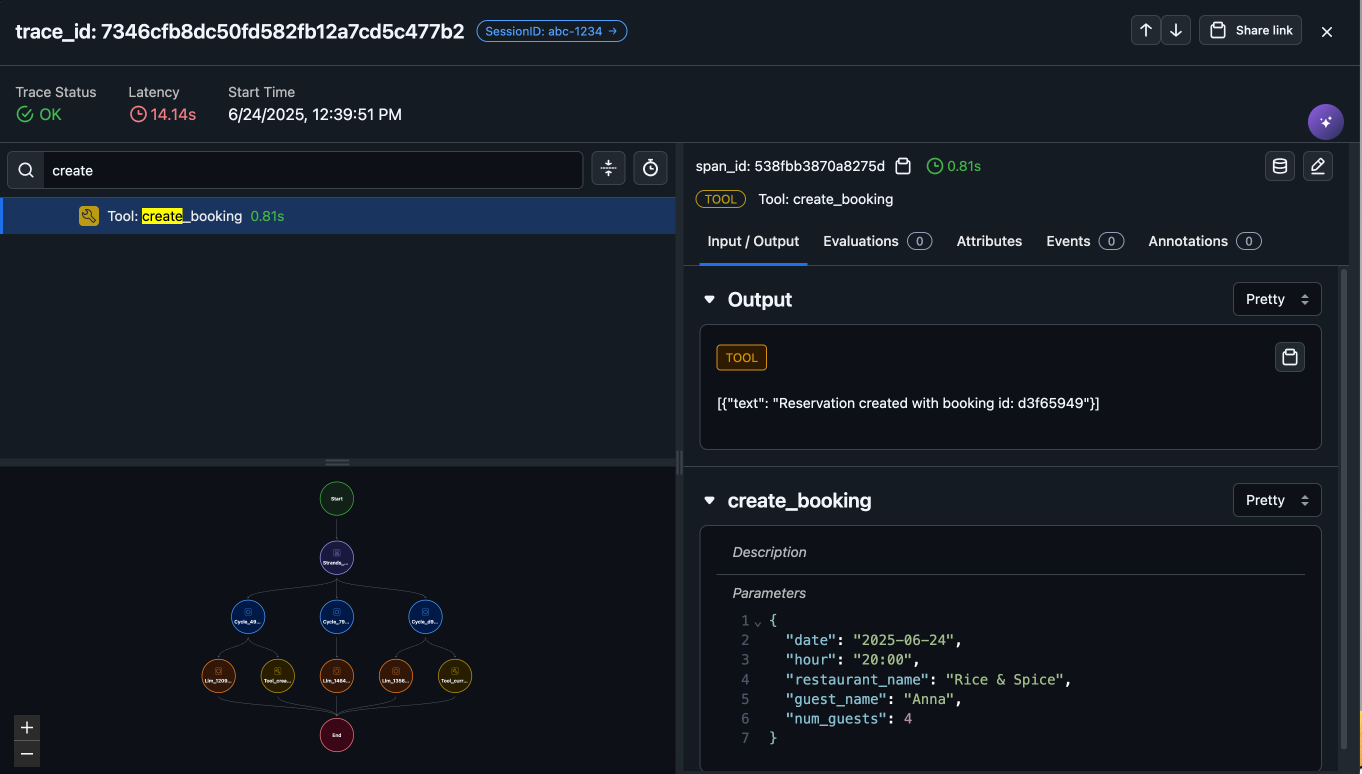 trace_id: 7346cfb8dc50fd582fb12a7cd5c477b2 SessionID: abc-1234 → Share link
Trace Status Latency Start Time
OK 14.14s 6/24/2025, 12:39:51 PM
create
Tool: create_booking 0.81s
Start
Strands_...
Cycle_49... Cycle_79... Cycle_d9...
Llm_1209... Tool_crea... Llm_1464... Llm_1356... Tool_curr...
End
span_id: 538fbb3870a8275d 0.81s
TOOL Tool: create_booking
Input / Output Evaluations 0 Attributes Events 0 Annotations 0
Output Pretty
TOOL
[{"text": "Reservation created with booking id: d3f65949"}]
create_booking Pretty
Description
Parameters
1 {
2 "date": "2025-06-24",
3 "hour": "20:00",
4 "restaurant_name": "Rice & Spice",
5 "guest_name": "Anna",
6 "num_guests": 4
7 }